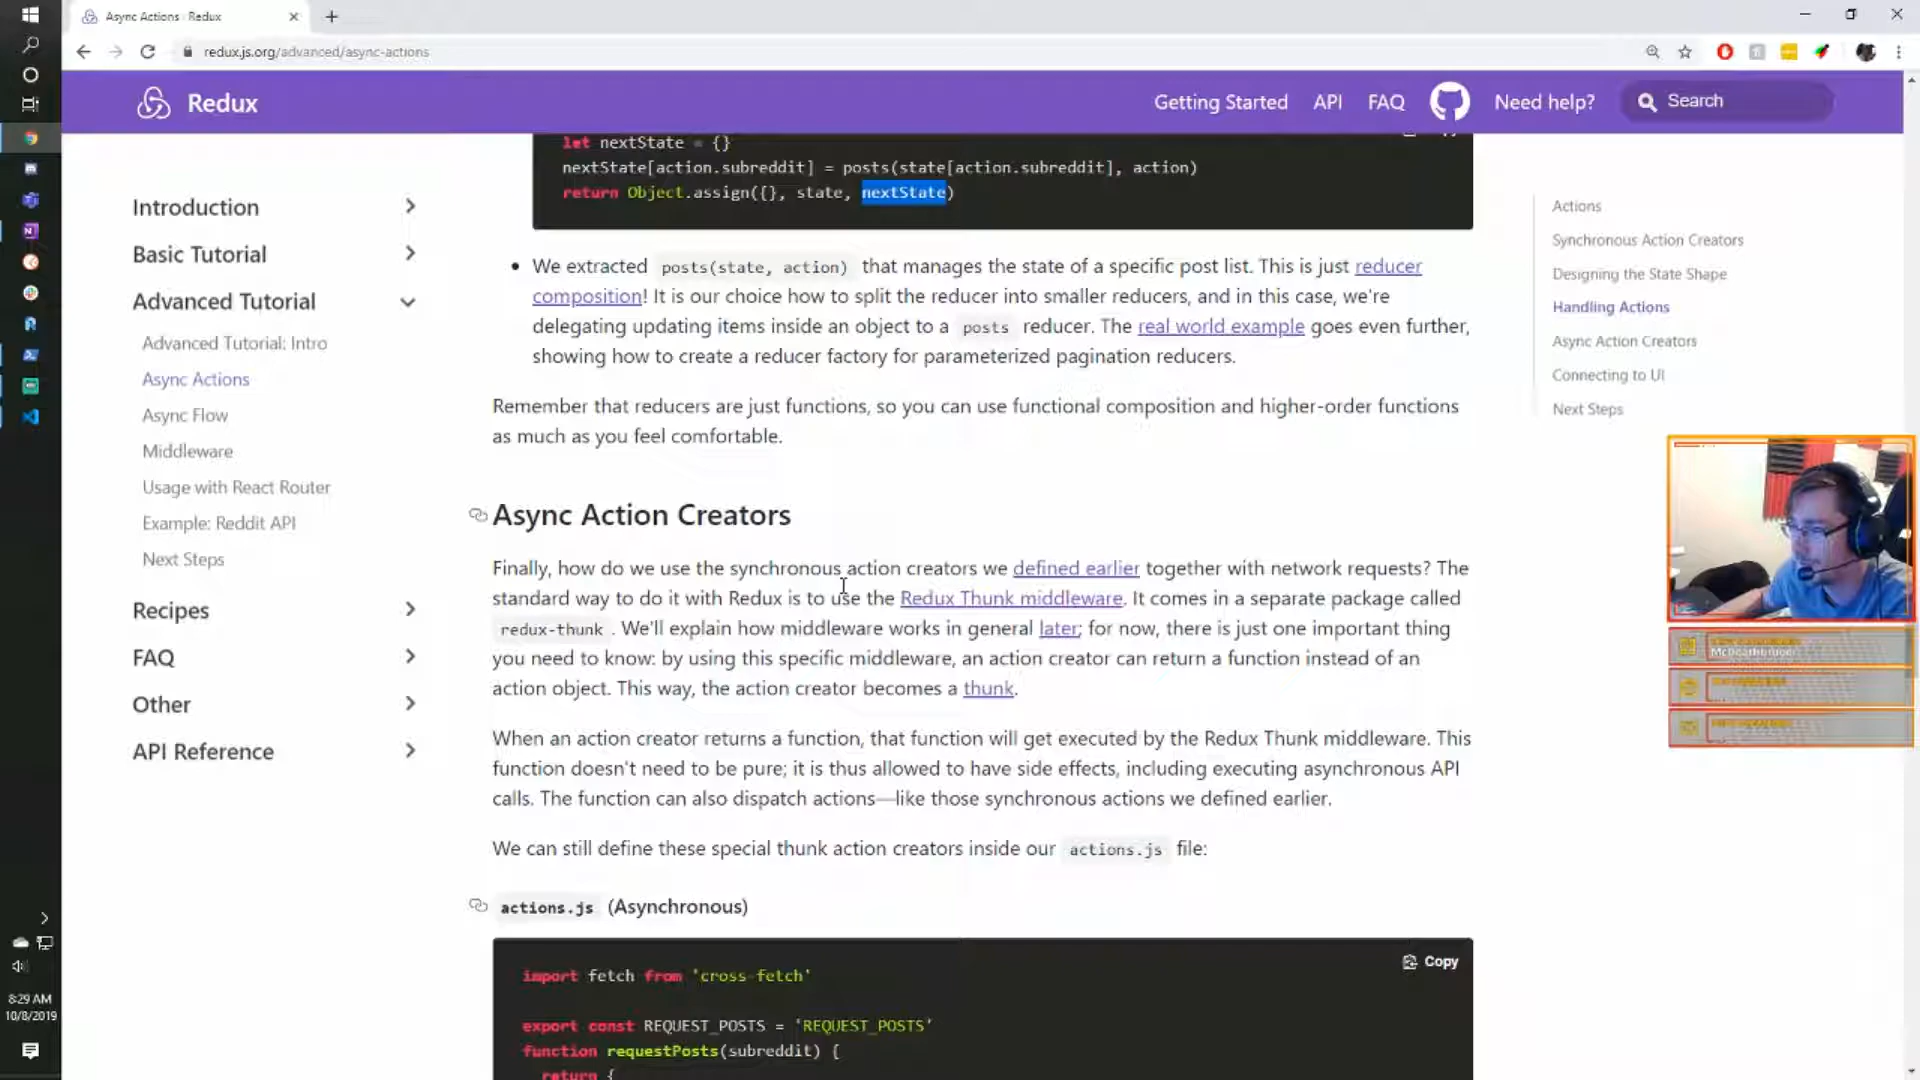 Async Actions · Redux
redux.js.org/advanced/async-actions
Redux
Getting Started
API
FAQ
Need help?
Search
Introduction
Basic Tutorial
Advanced Tutorial
Advanced Tutorial: Intro
Async Actions
Async Flow
Middleware
Usage with React Router
Example: Reddit API
Next Steps
Recipes
FAQ
Other
API Reference
let nextState = {}
nextState[action.subreddit] = posts(state[action.subreddit], action)
return Object.assign({}, state, nextState)
• We extracted posts(state, action) that manages the state of a specific post list. This is just reducer
composition! It is our choice how to split the reducer into smaller reducers, and in this case, we're
delegating updating items inside an object to a posts reducer. The real world example goes even further,
showing how to create a reducer factory for parameterized pagination reducers.
Remember that reducers are just functions, so you can use functional composition and higher-order functions
as much as you feel comfortable.
Async Action Creators
Finally, how do we use the synchronous action creators we defined earlier together with network requests? The
standard way to do it with Redux is to use the Redux Thunk middleware. It comes in a separate package called
redux-thunk . We'll explain how middleware works in general later; for now, there is just one important thing
you need to know: by using this specific middleware, an action creator can return a function instead of an
action object. This way, the action creator becomes a thunk.
When an action creator returns a function, that function will get executed by the Redux Thunk middleware. This
function doesn't need to be pure; it is thus allowed to have side effects, including executing asynchronous API
calls. The function can also dispatch actions—like those synchronous actions we defined earlier.
We can still define these special thunk action creators inside our actions.js file:
actions.js (Asynchronous)
Copy
import fetch from 'cross-fetch'
export const REQUEST_POSTS = 'REQUEST_POSTS'
function requestPosts(subreddit) {
return {
Actions
Synchronous Action Creators
Designing the State Shape
Handling Actions
Async Action Creators
Connecting to UI
Next Steps
8:29 AM
10/8/2019